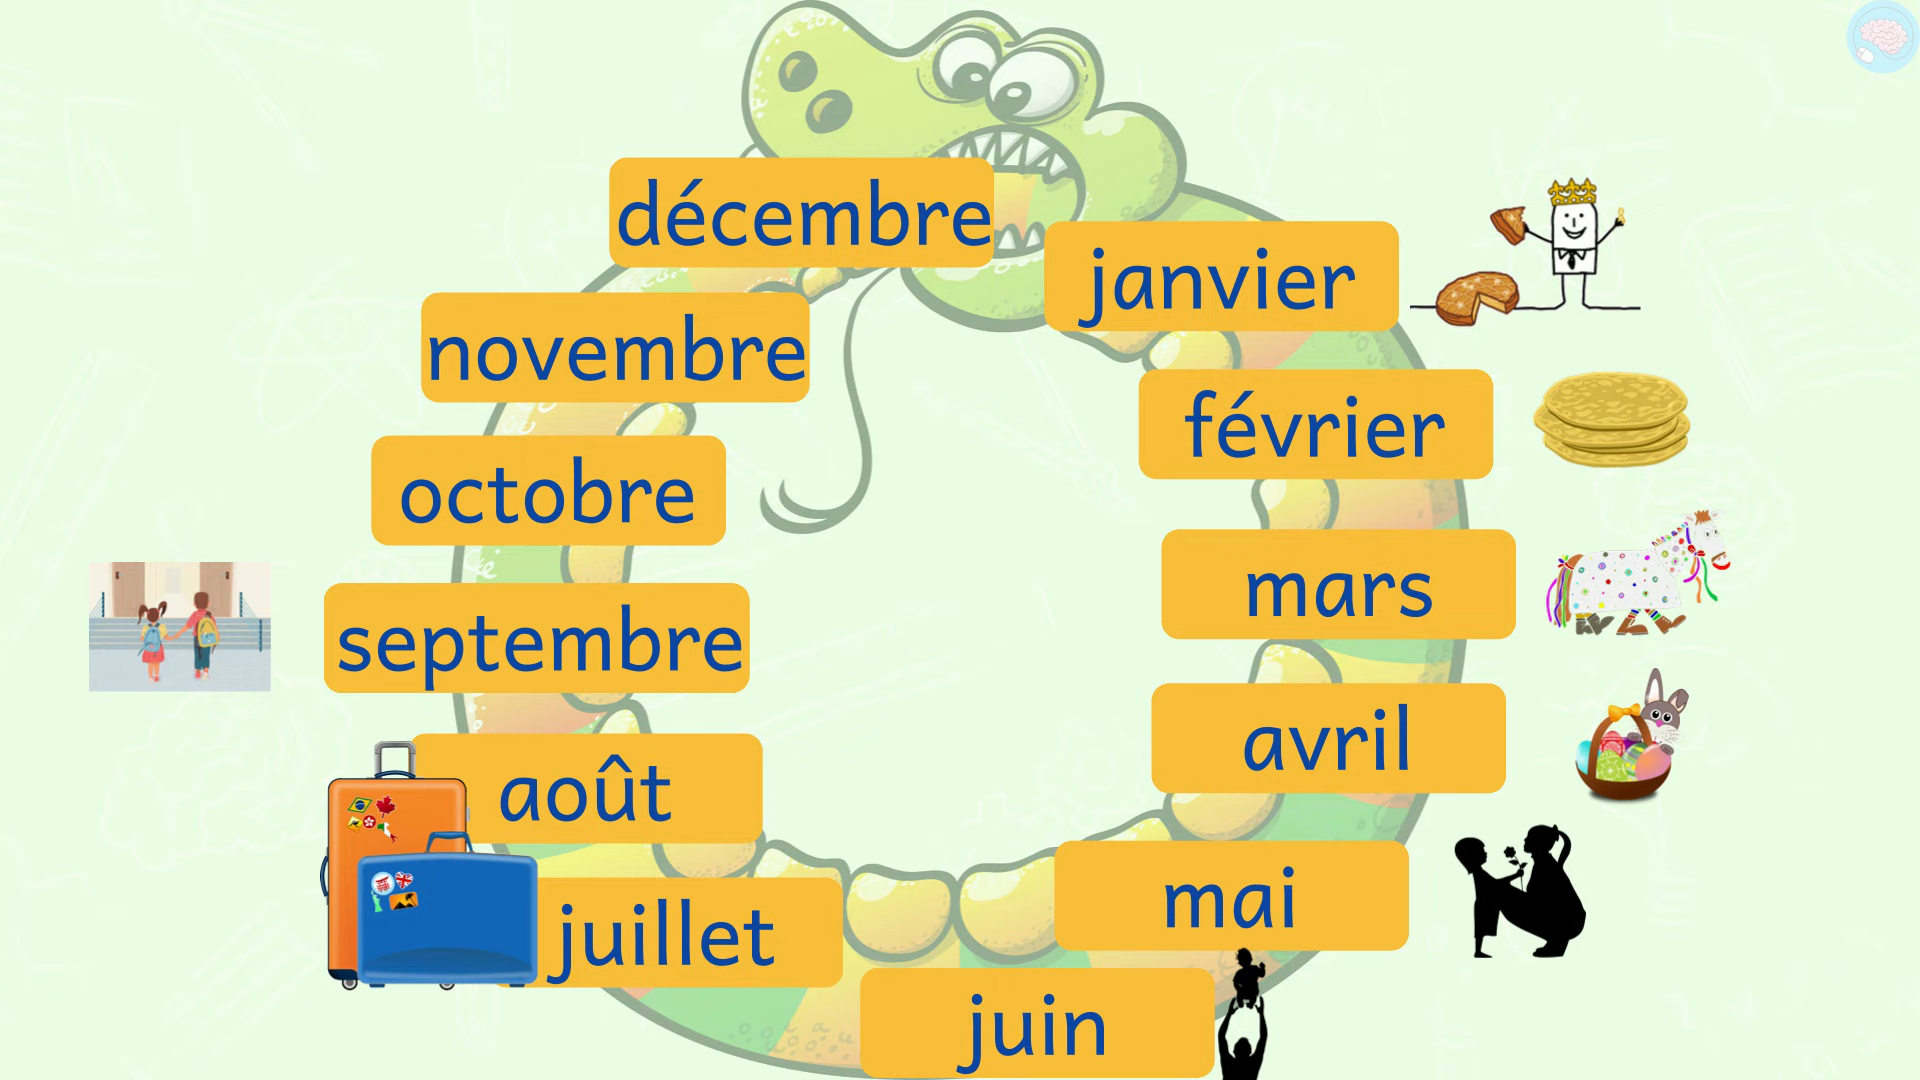 janvier
février
mars
avril
mai
juin
juillet
août
septembre
octobre
novembre
décembre